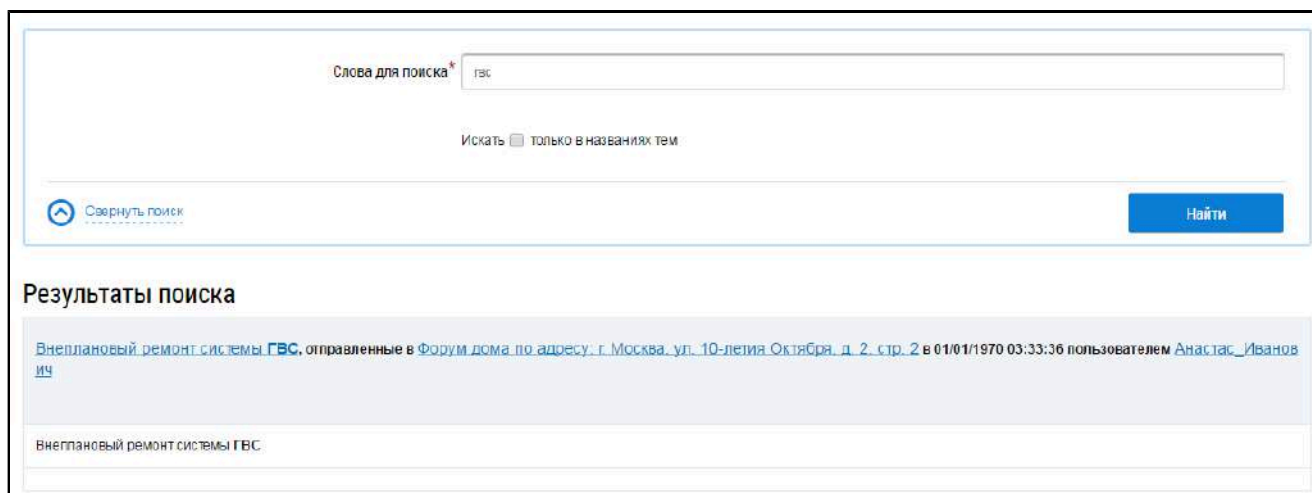 Слова для поиска* гвс
Искать только в названиях тем
Свернуть поиск Найти
Результаты поиска
Внеплановый ремонт системы ГВС, отправленные в Форум дома по адресу: г. Москва, ул. 10-летия Октября, д. 2, стр. 2 в 01/01/1970 03:33:36 пользователем Анастас_Иванов
ич
Внеплановый ремонт системы ГВС